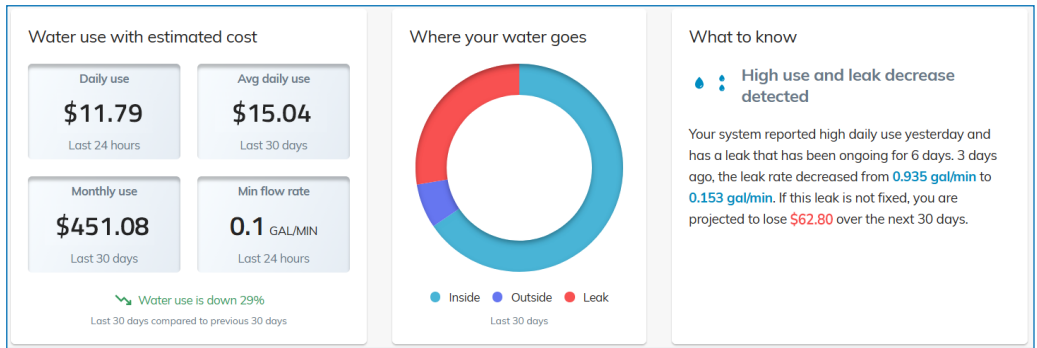 Water use with estimated cost
Daily use
$11.79
Last 24 hours
Avg daily use
$15.04
Last 30 days
Monthly use
$451.08
Last 30 days
Min flow rate
0.1 GAL/MIN
Last 24 hours
Water use is down 29%
Last 30 days compared to previous 30 days
Where your water goes
Inside
Outside
Leak
Last 30 days
What to know
High use and leak decrease
detected
Your system reported high daily use yesterday and
has a leak that has been ongoing for 6 days. 3 days
ago, the leak rate decreased from 0.935 gal/min to
0.153 gal/min. If this leak is not fixed, you are
projected to lose $62.80 over the next 30 days.